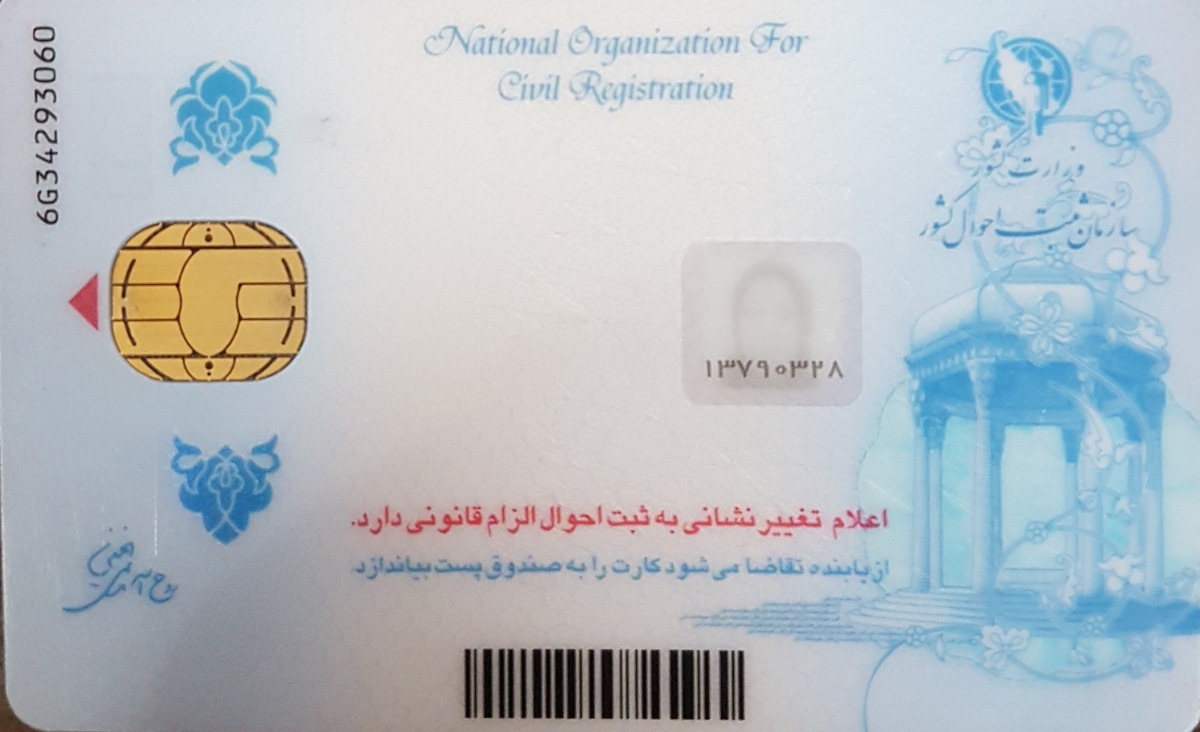 6G34293060
National Organization For
Civil Registration
وزارت کشور
سازمان ثبت احوال کشور
۱۳۷۹۰۳۲۸
اعلام تغییر نشانی به ثبت احوال الزام قانونی دارد.
از یابنده تقاضا می شود کارت را به صندوق پست بیاندازد.